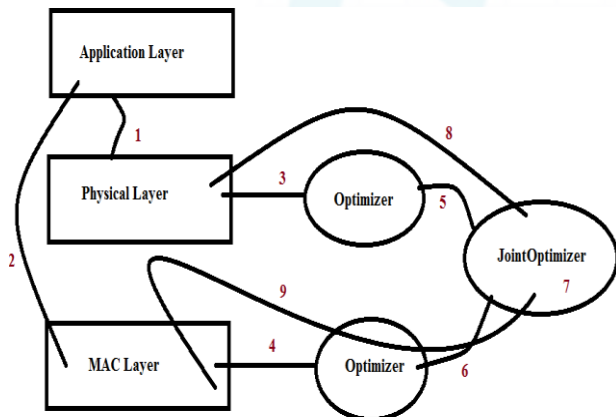 Application Layer
1
8
Physical Layer
3
Optimizer
5
JointOptimizer
2
9
7
MAC Layer
4
Optimizer
6